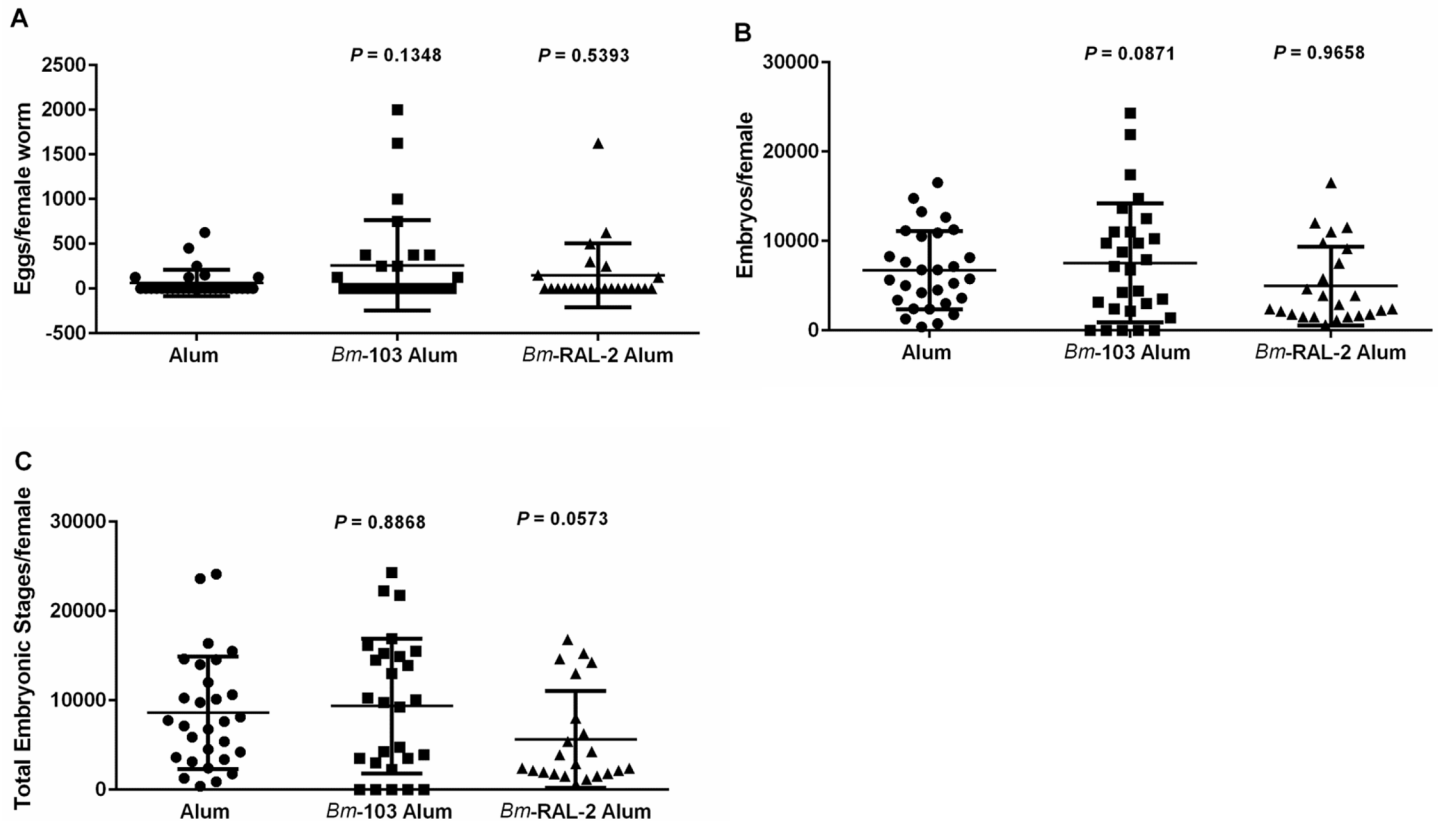 A
P = 0.1348
P = 0.5393
Eggs/female worm
2500
2000
1500
1000
500
0
-500
Alum
Bm-103 Alum
Bm-RAL-2 Alum
B
P = 0.0871
P = 0.9658
Embryos/female
30000
20000
10000
0
Alum
Bm-103 Alum
Bm-RAL-2 Alum
C
P = 0.8868
P = 0.0573
Total Embryonic Stages/female
30000
20000
10000
0
Alum
Bm-103 Alum
Bm-RAL-2 Alum